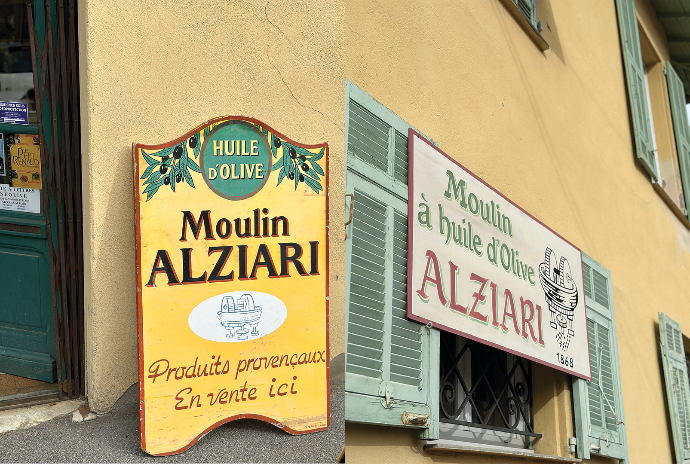 HUILE
D'OLIVE
Moulin
ALZIARI
Produits provençaux
En vente ici
Moulin
à huile d'Olive
ALZIARI
1868